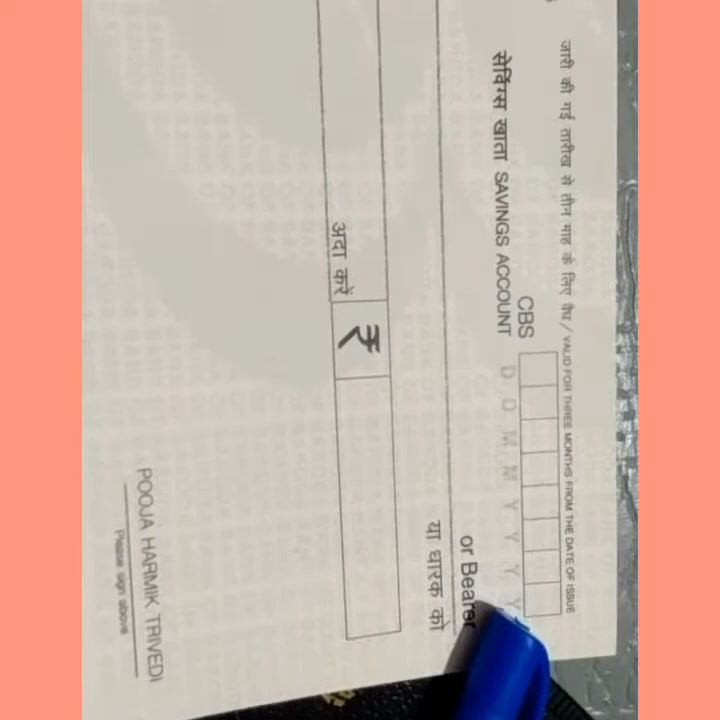 जारी की गई तारीख से तीन माह के लिए वैध / VALID FOR THREE MONTHS FROM THE DATE OF ISSUE
CBS
सेविंग्स खाता SAVINGS ACCOUNT
D D M M Y Y Y Y
or Bearer
या धारक को
अदा करें ₹
POOJA HARMIK TRIVEDI
Please sign above